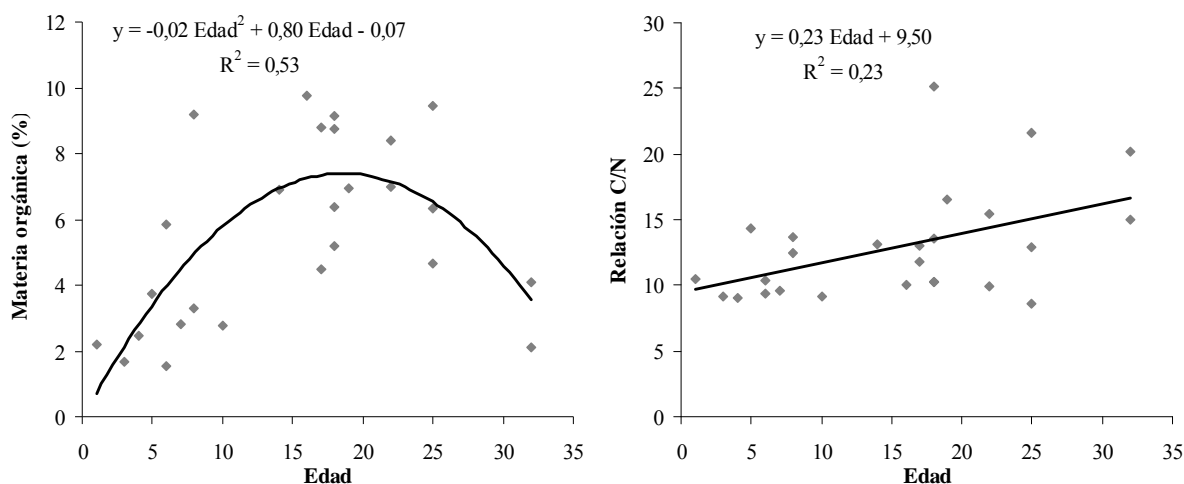 y = -0,02 Edad² + 0,80 Edad - 0,07
R² = 0,53
Materia orgánica (%)
12
10
8
6
4
2
0
0 5 10 15 20 25 30 35
Edad
y = 0,23 Edad + 9,50
R² = 0,23
Relación C/N
30
25
20
15
10
5
0
0 5 10 15 20 25 30 35
Edad